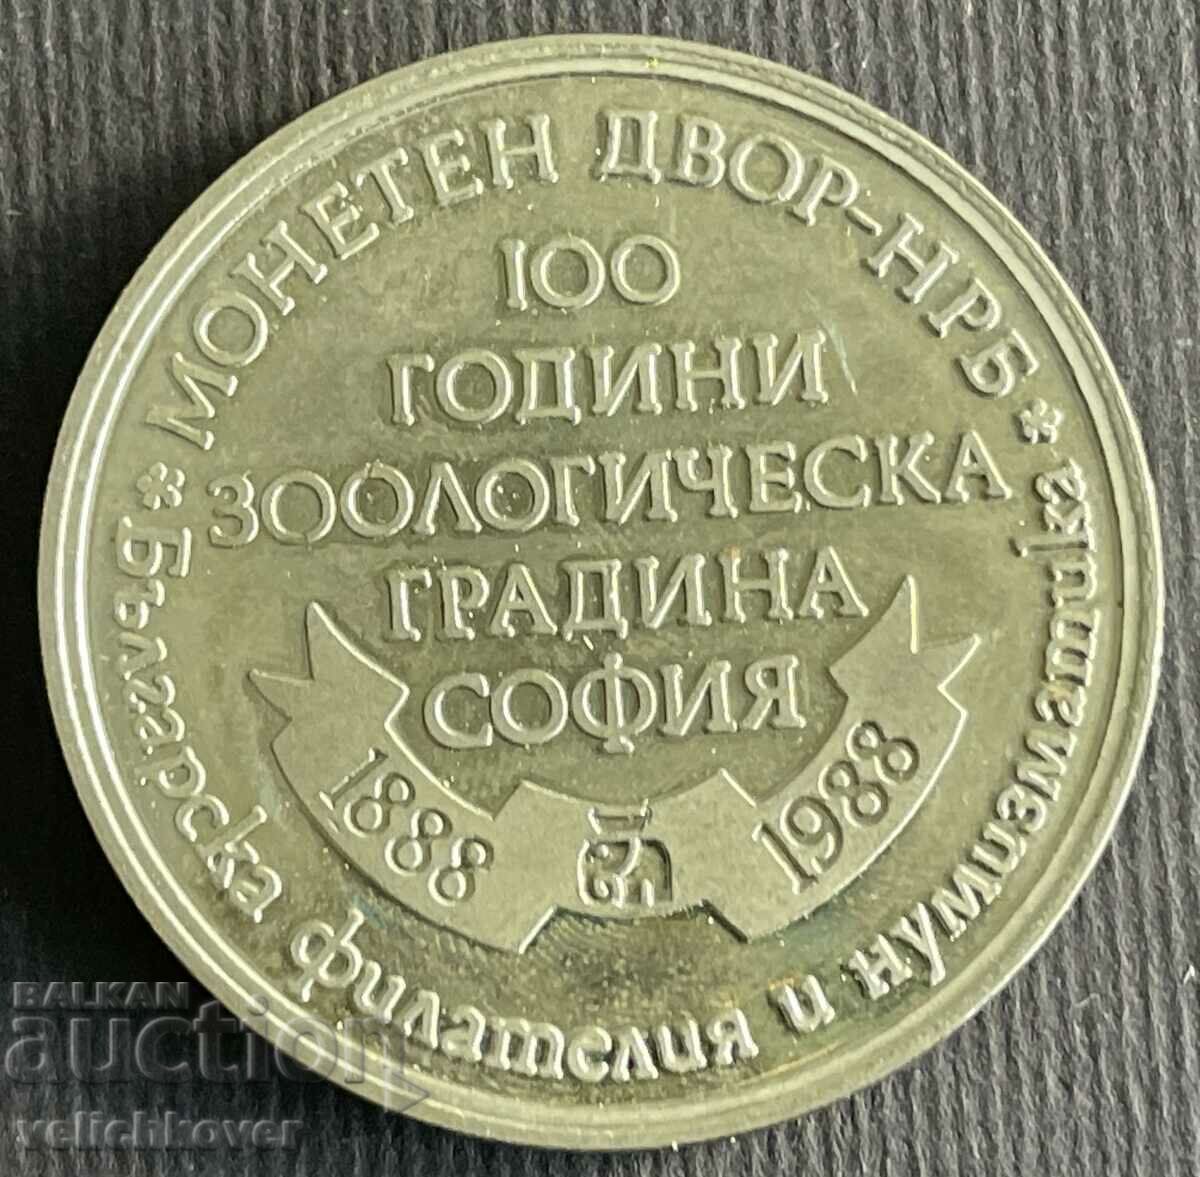 МОНЕТЕН ДВОР-НРБ
100
ГОДИНИ
ЗООЛОГИЧЕСКА
ГРАДИНА
СОФИЯ
1888 1988
* Българска филателия и нумизматика *
BALKAN
auction
velichkover